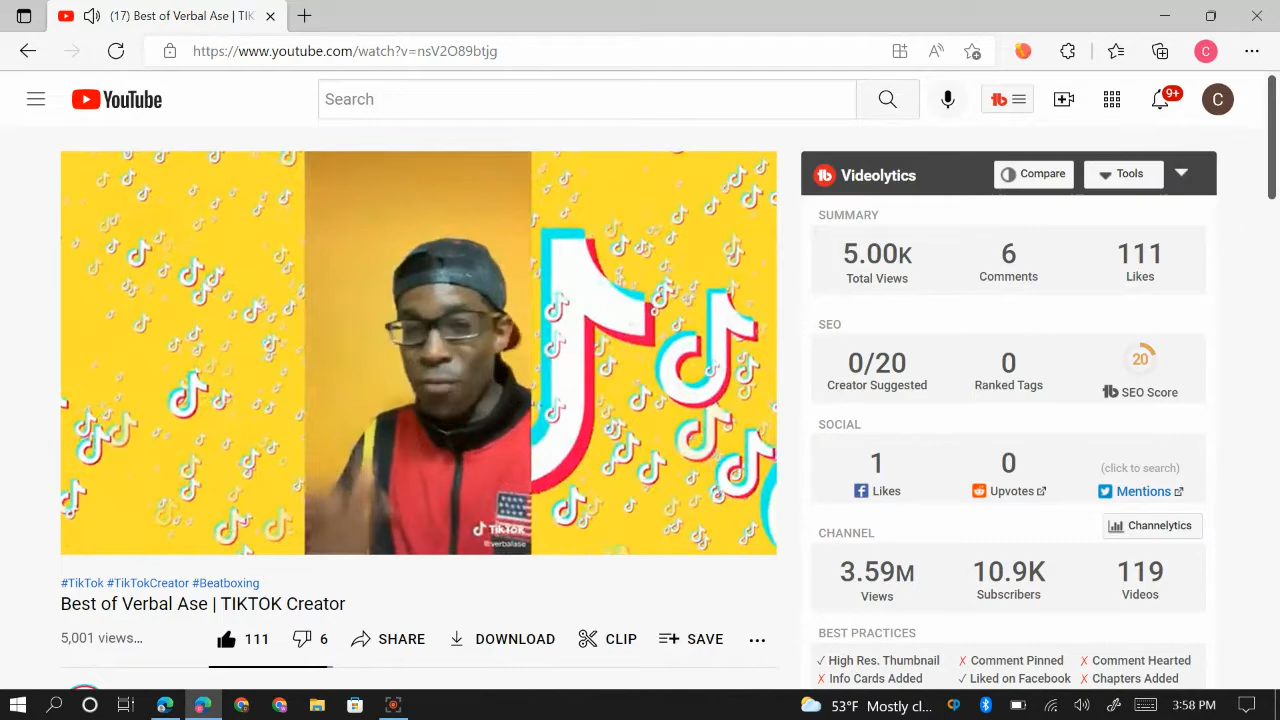 (17) Best of Verbal Ase | TIK
https://www.youtube.com/watch?v=nsV2O89btjg
C
YouTube
Search
9+
C
TikTok
@verbalase
#TikTok #TikTokCreator #Beatboxing
Best of Verbal Ase | TIKTOK Creator
5,001 views...
111
6
SHARE
DOWNLOAD
CLIP
SAVE
Videolytics
Compare
Tools
SUMMARY
5.00K
6
111
Total Views
Comments
Likes
SEO
0/20
0
20
Creator Suggested
Ranked Tags
SEO Score
SOCIAL
1
0
(click to search)
Likes
Upvotes
Mentions
CHANNEL
Channelytics
3.59M
10.9K
119
Views
Subscribers
Videos
BEST PRACTICES
✓ High Res. Thumbnail
✗ Comment Pinned
✗ Comment Hearted
✗ Info Cards Added
✓ Liked on Facebook
✗ Chapters Added
53°F Mostly cl...
3:58 PM